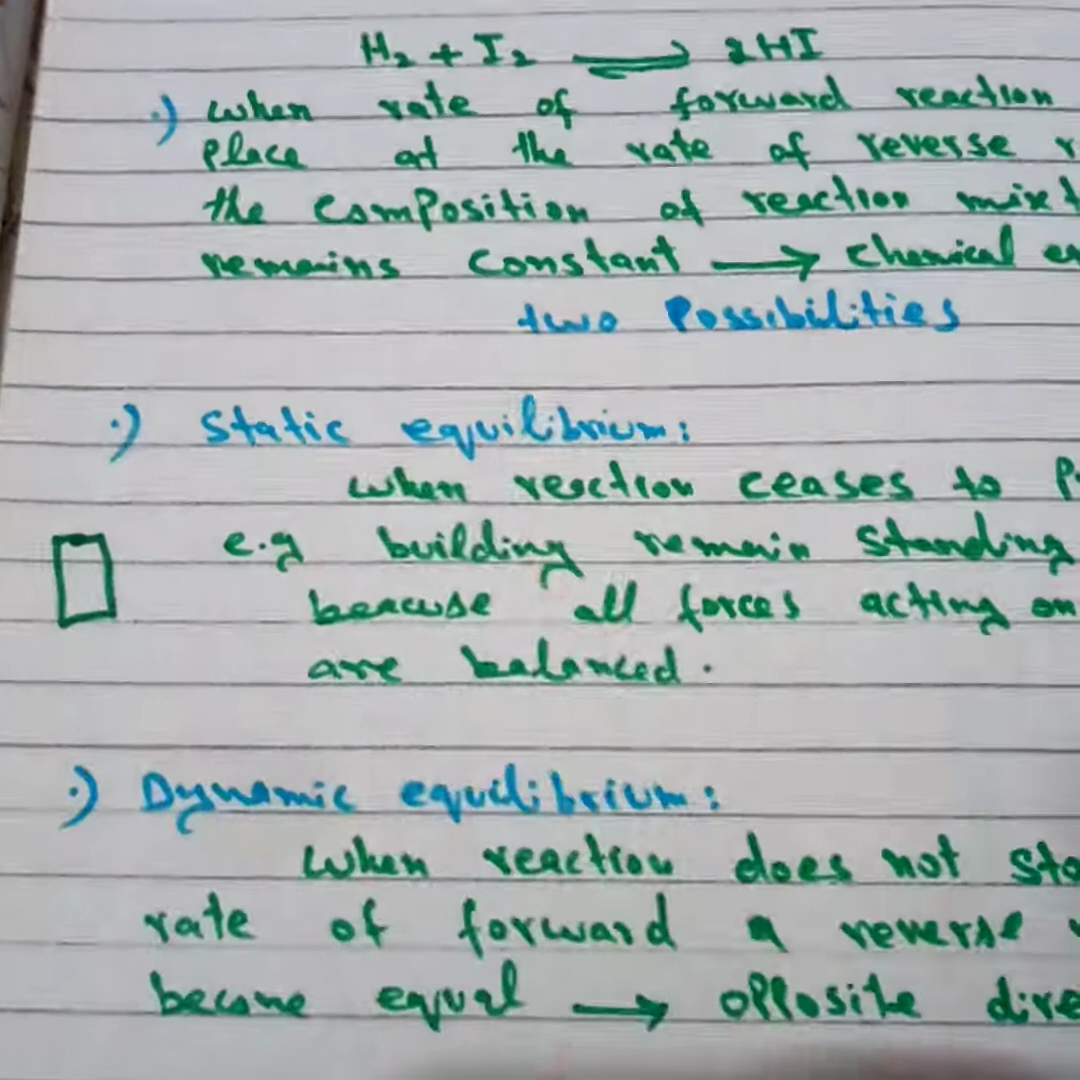 H₂ + I₂ ⇌ 2HI
·) when rate of forward reaction
place at the rate of reverse
the composition of reaction
remains constant → chemical
two Possibilities
·) Static equilibrium:
when reaction ceases to
e.g building remain standing
beacuse all forces acting on
are balanced.
·) Dynamic equilibrium:
when reaction does not
rate of forward a reverse
become equal → opposite